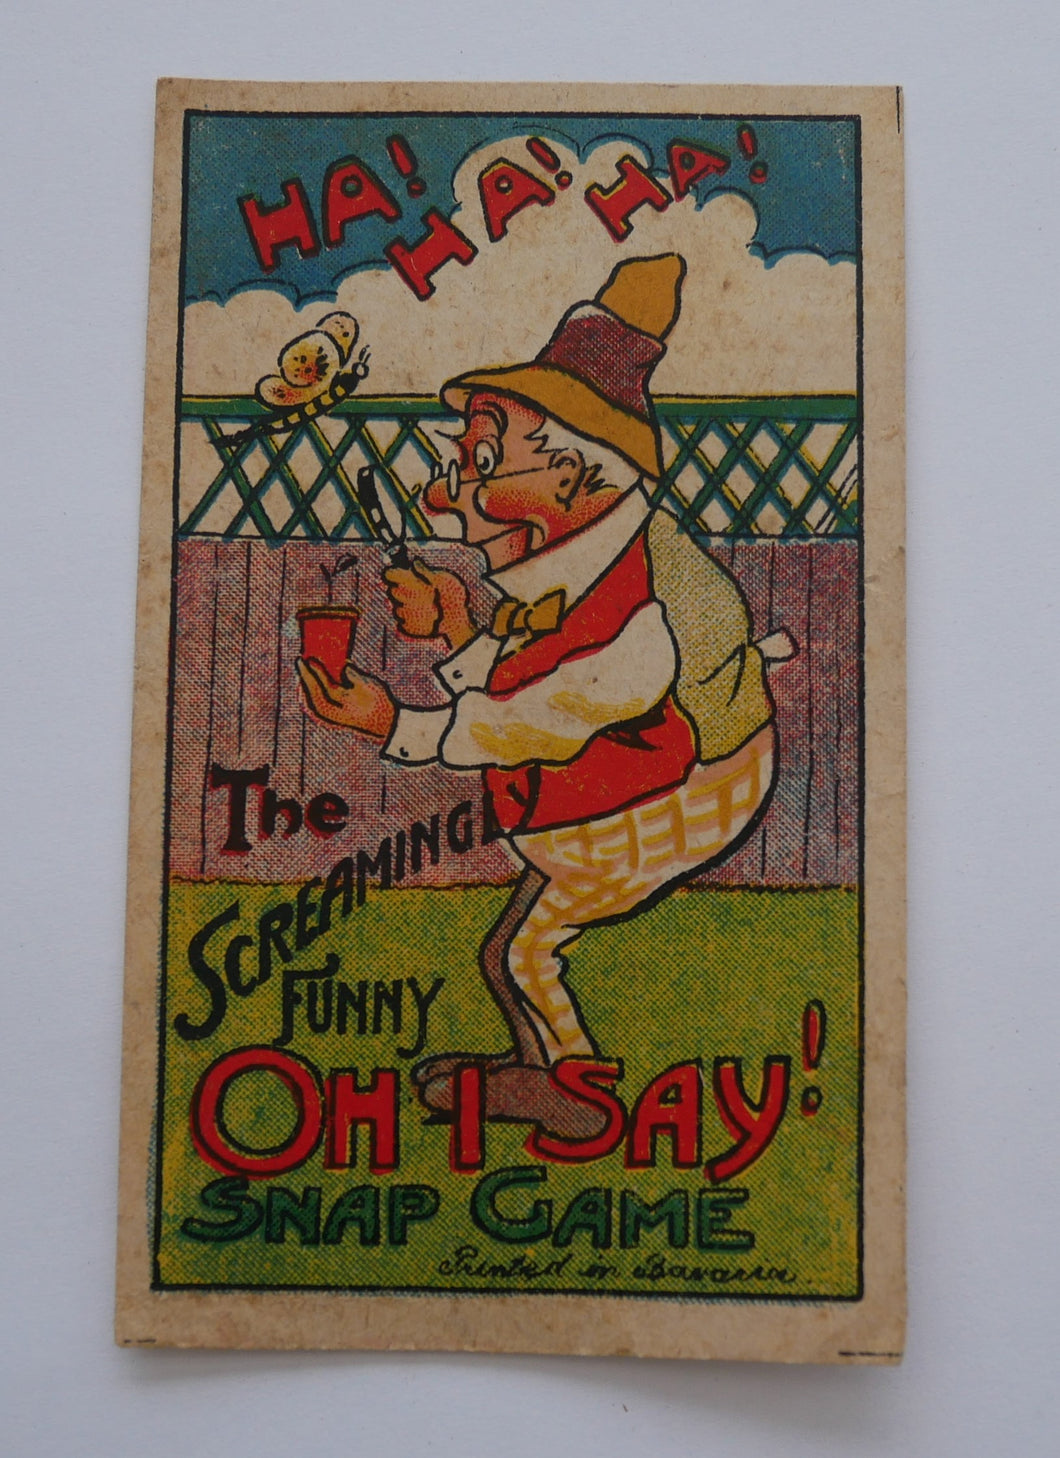 HA! HA! HA!
The
SCREAMINGLY
FUNNY
OH I SAY!
SNAP GAME
Printed in Bavaria.